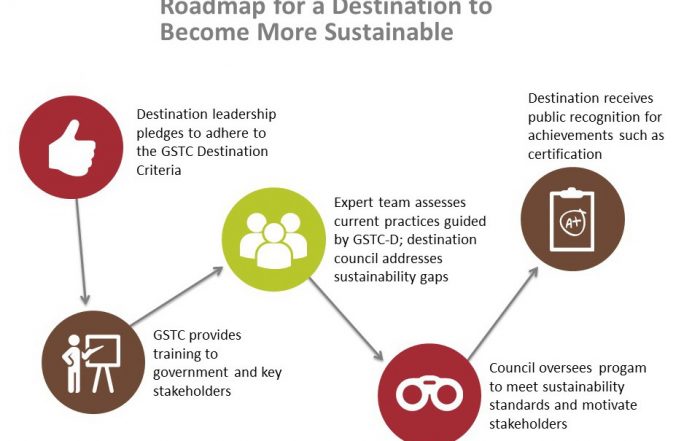 Roadmap for a Destination to
Become More Sustainable
Destination leadership
pledges to adhere to
the GSTC Destination
Criteria
GSTC provides
training to
government and key
stakeholders
Expert team assesses
current practices guided
by GSTC-D; destination
council addresses
sustainability gaps
Council oversees progam
to meet sustainability
standards and motivate
stakeholders
Destination receives
public recognition for
achievements such as
certification
A+